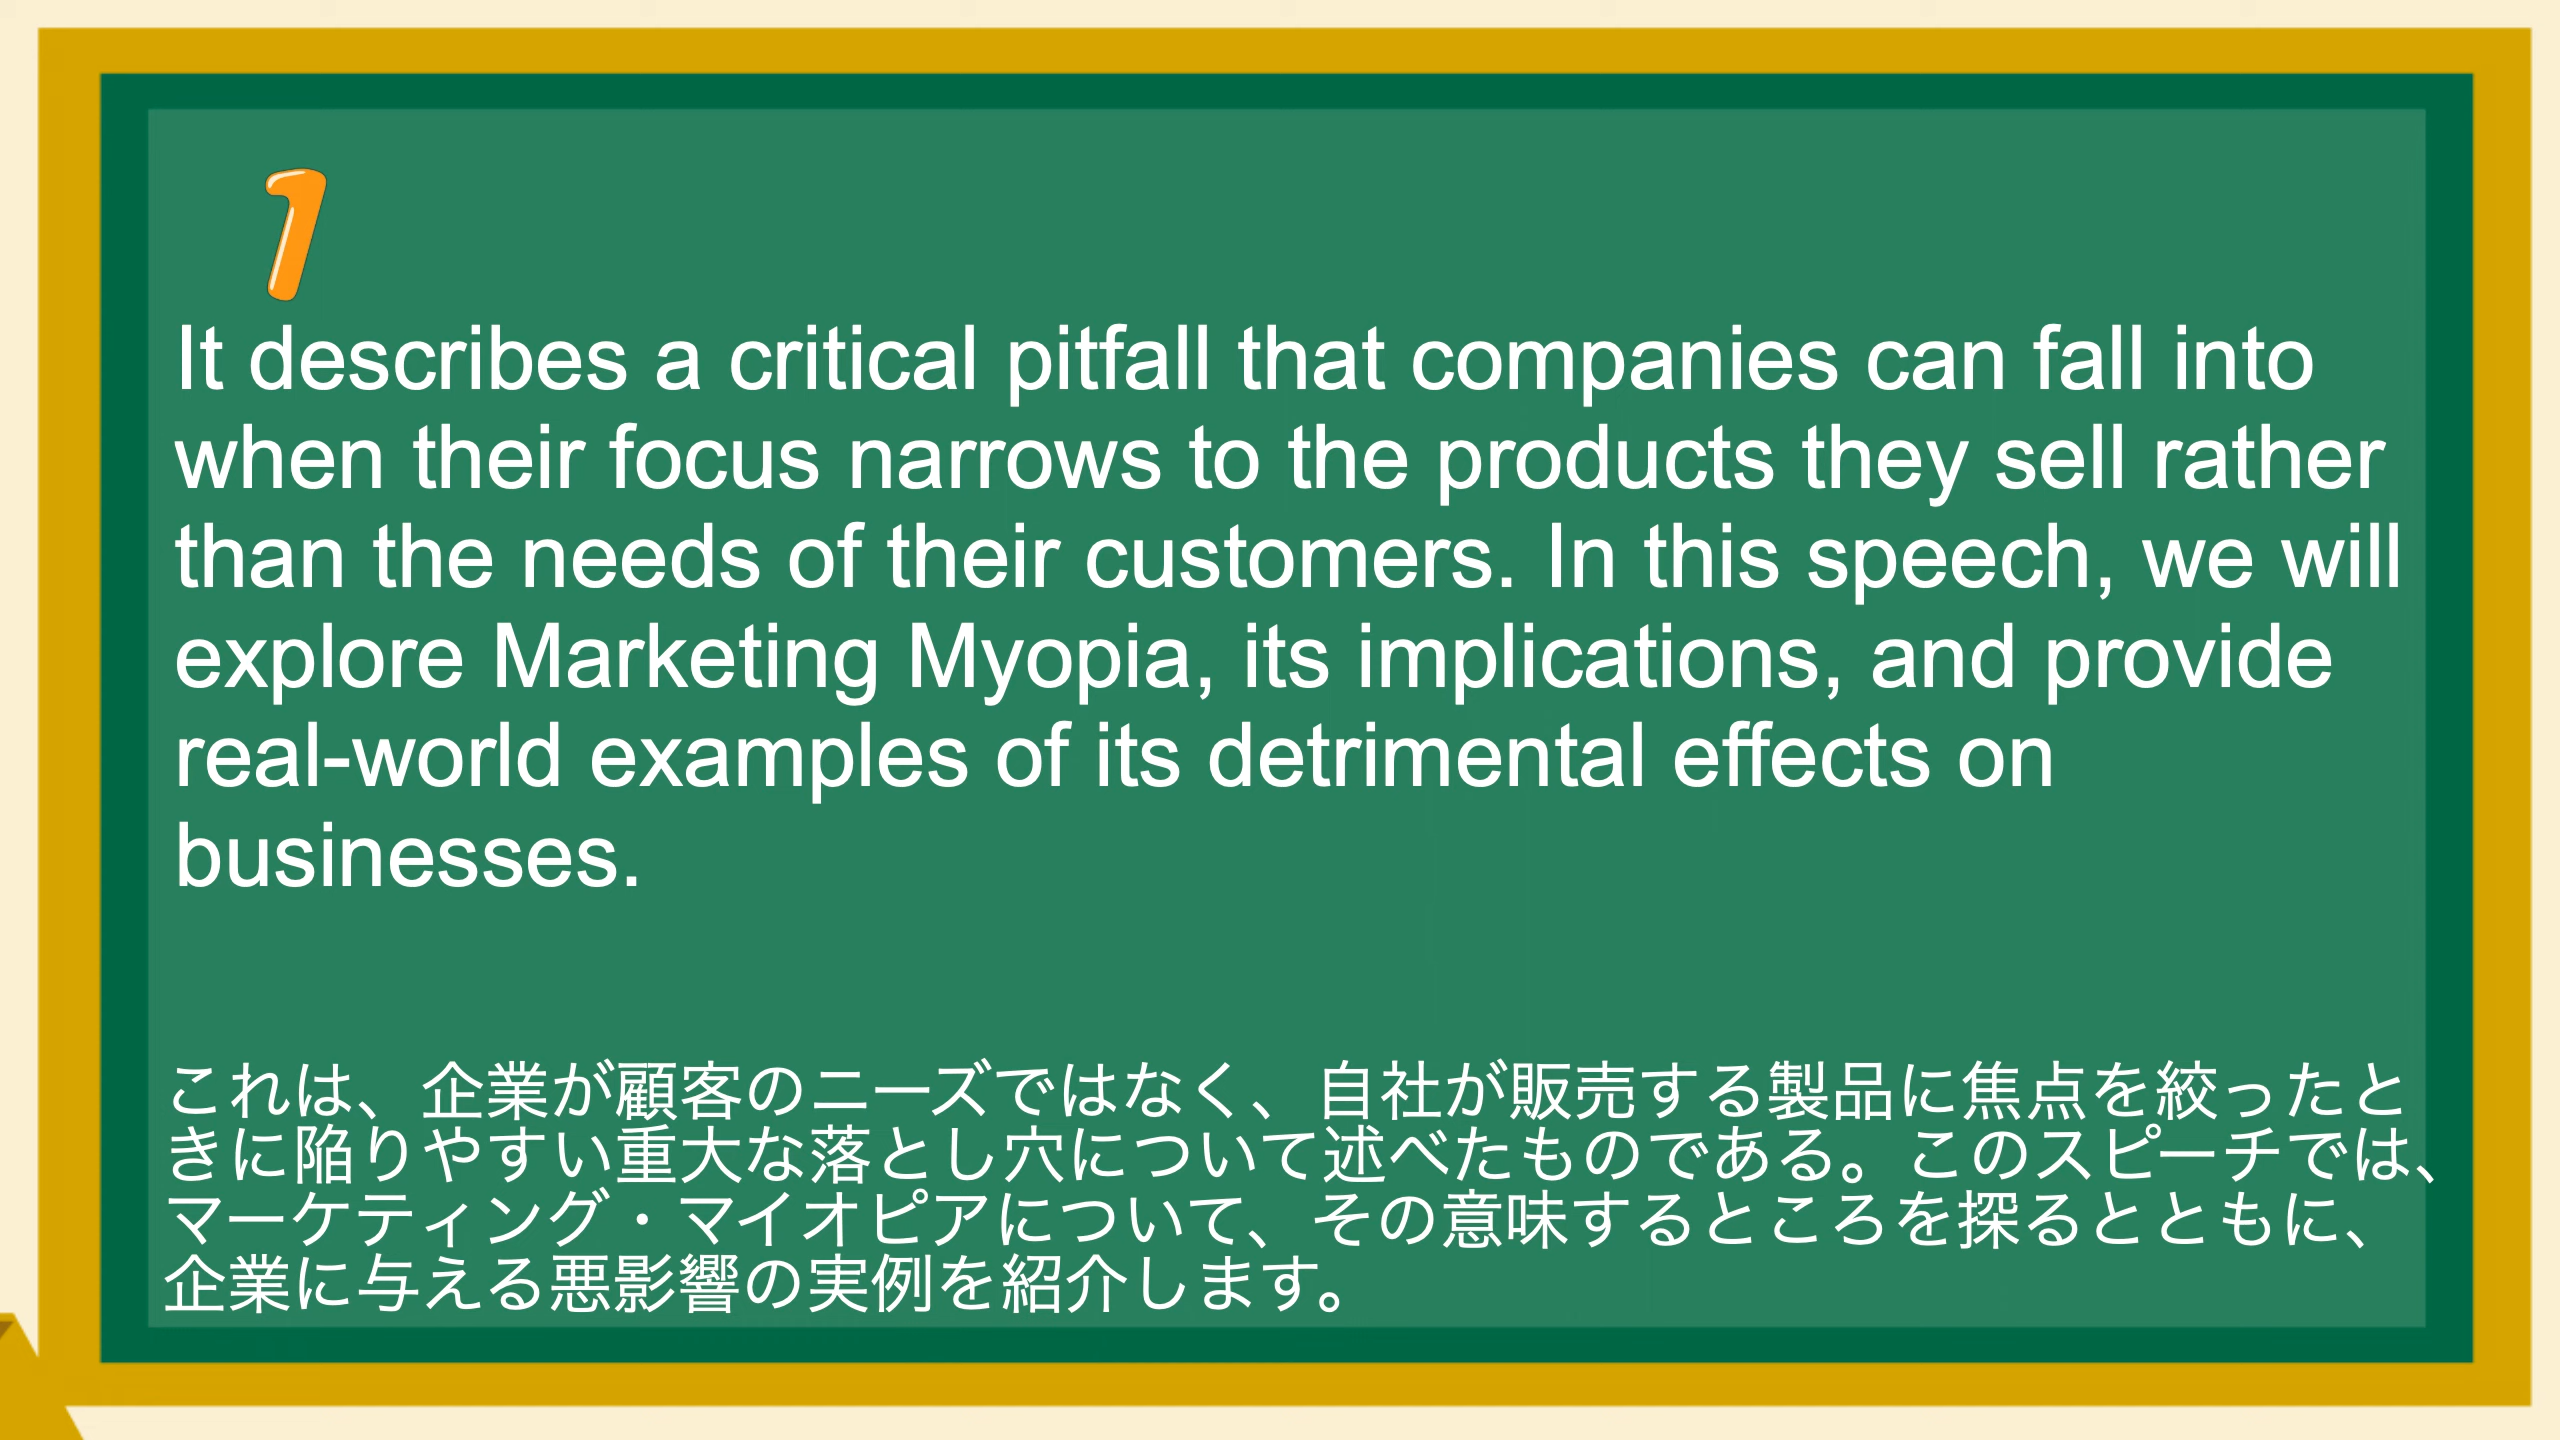 1
It describes a critical pitfall that companies can fall into
when their focus narrows to the products they sell rather
than the needs of their customers. In this speech, we will
explore Marketing Myopia, its implications, and provide
real-world examples of its detrimental effects on
businesses.
これは、企業が顧客のニーズではなく、自社が販売する製品に焦点を絞ったと
きに陥りやすい重大な落とし穴について述べたものである。このスピーチでは、
マーケティング・マイオピアについて、その意味するところを探るとともに、
企業に与える悪影響の実例を紹介します。